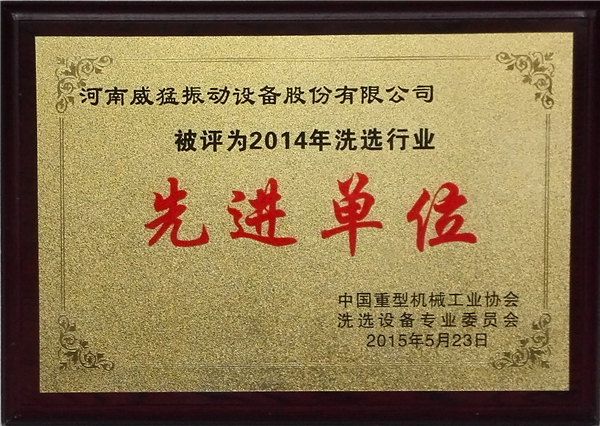 河南威猛振动设备股份有限公司
被评为2014年洗选行业
先进单位
中国重型机械工业协会
洗选设备专业委员会
2015年5月23日